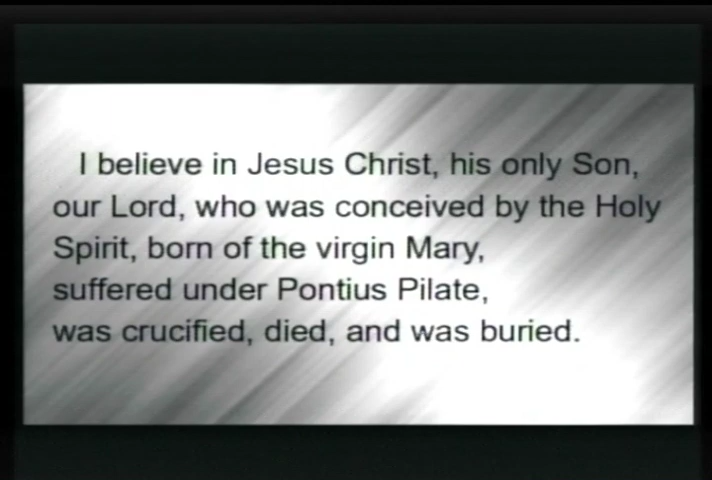 I believe in Jesus Christ, his only Son,
our Lord, who was conceived by the Holy
Spirit, born of the virgin Mary,
suffered under Pontius Pilate,
was crucified, died, and was buried.